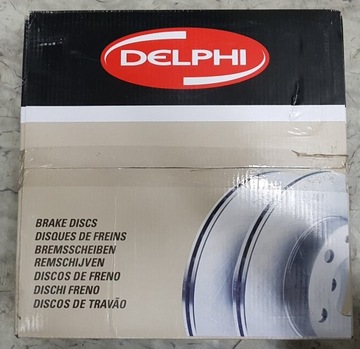 DELPHI
BRAKE DISCS
DISQUES DE FREINS
BREMSSCHEIBEN
REMSCHIJVEN
DISCOS DE FRENO
DISCHI FRENO
DISCOS DE TRAVÃO